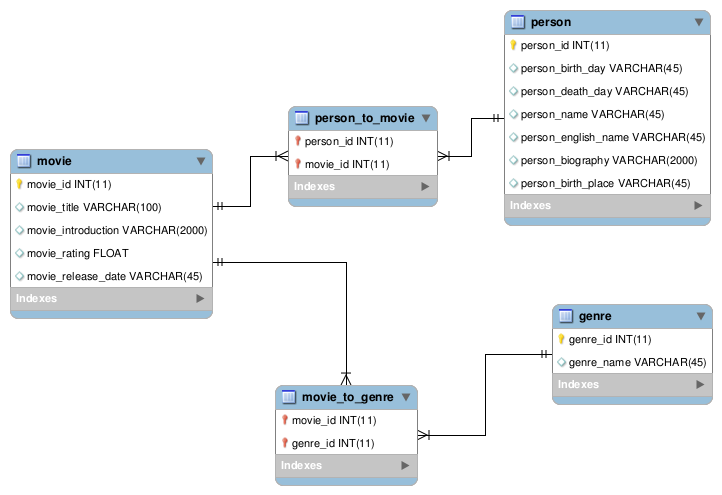 person
person_id INT(11)
person_birth_day VARCHAR(45)
person_death_day VARCHAR(45)
person_name VARCHAR(45)
person_english_name VARCHAR(45)
person_biography VARCHAR(2000)
person_birth_place VARCHAR(45)
Indexes
person_to_movie
person_id INT(11)
movie_id INT(11)
Indexes
movie
movie_id INT(11)
movie_title VARCHAR(100)
movie_introduction VARCHAR(2000)
movie_rating FLOAT
movie_release_date VARCHAR(45)
Indexes
genre
genre_id INT(11)
genre_name VARCHAR(45)
Indexes
movie_to_genre
movie_id INT(11)
genre_id INT(11)
Indexes